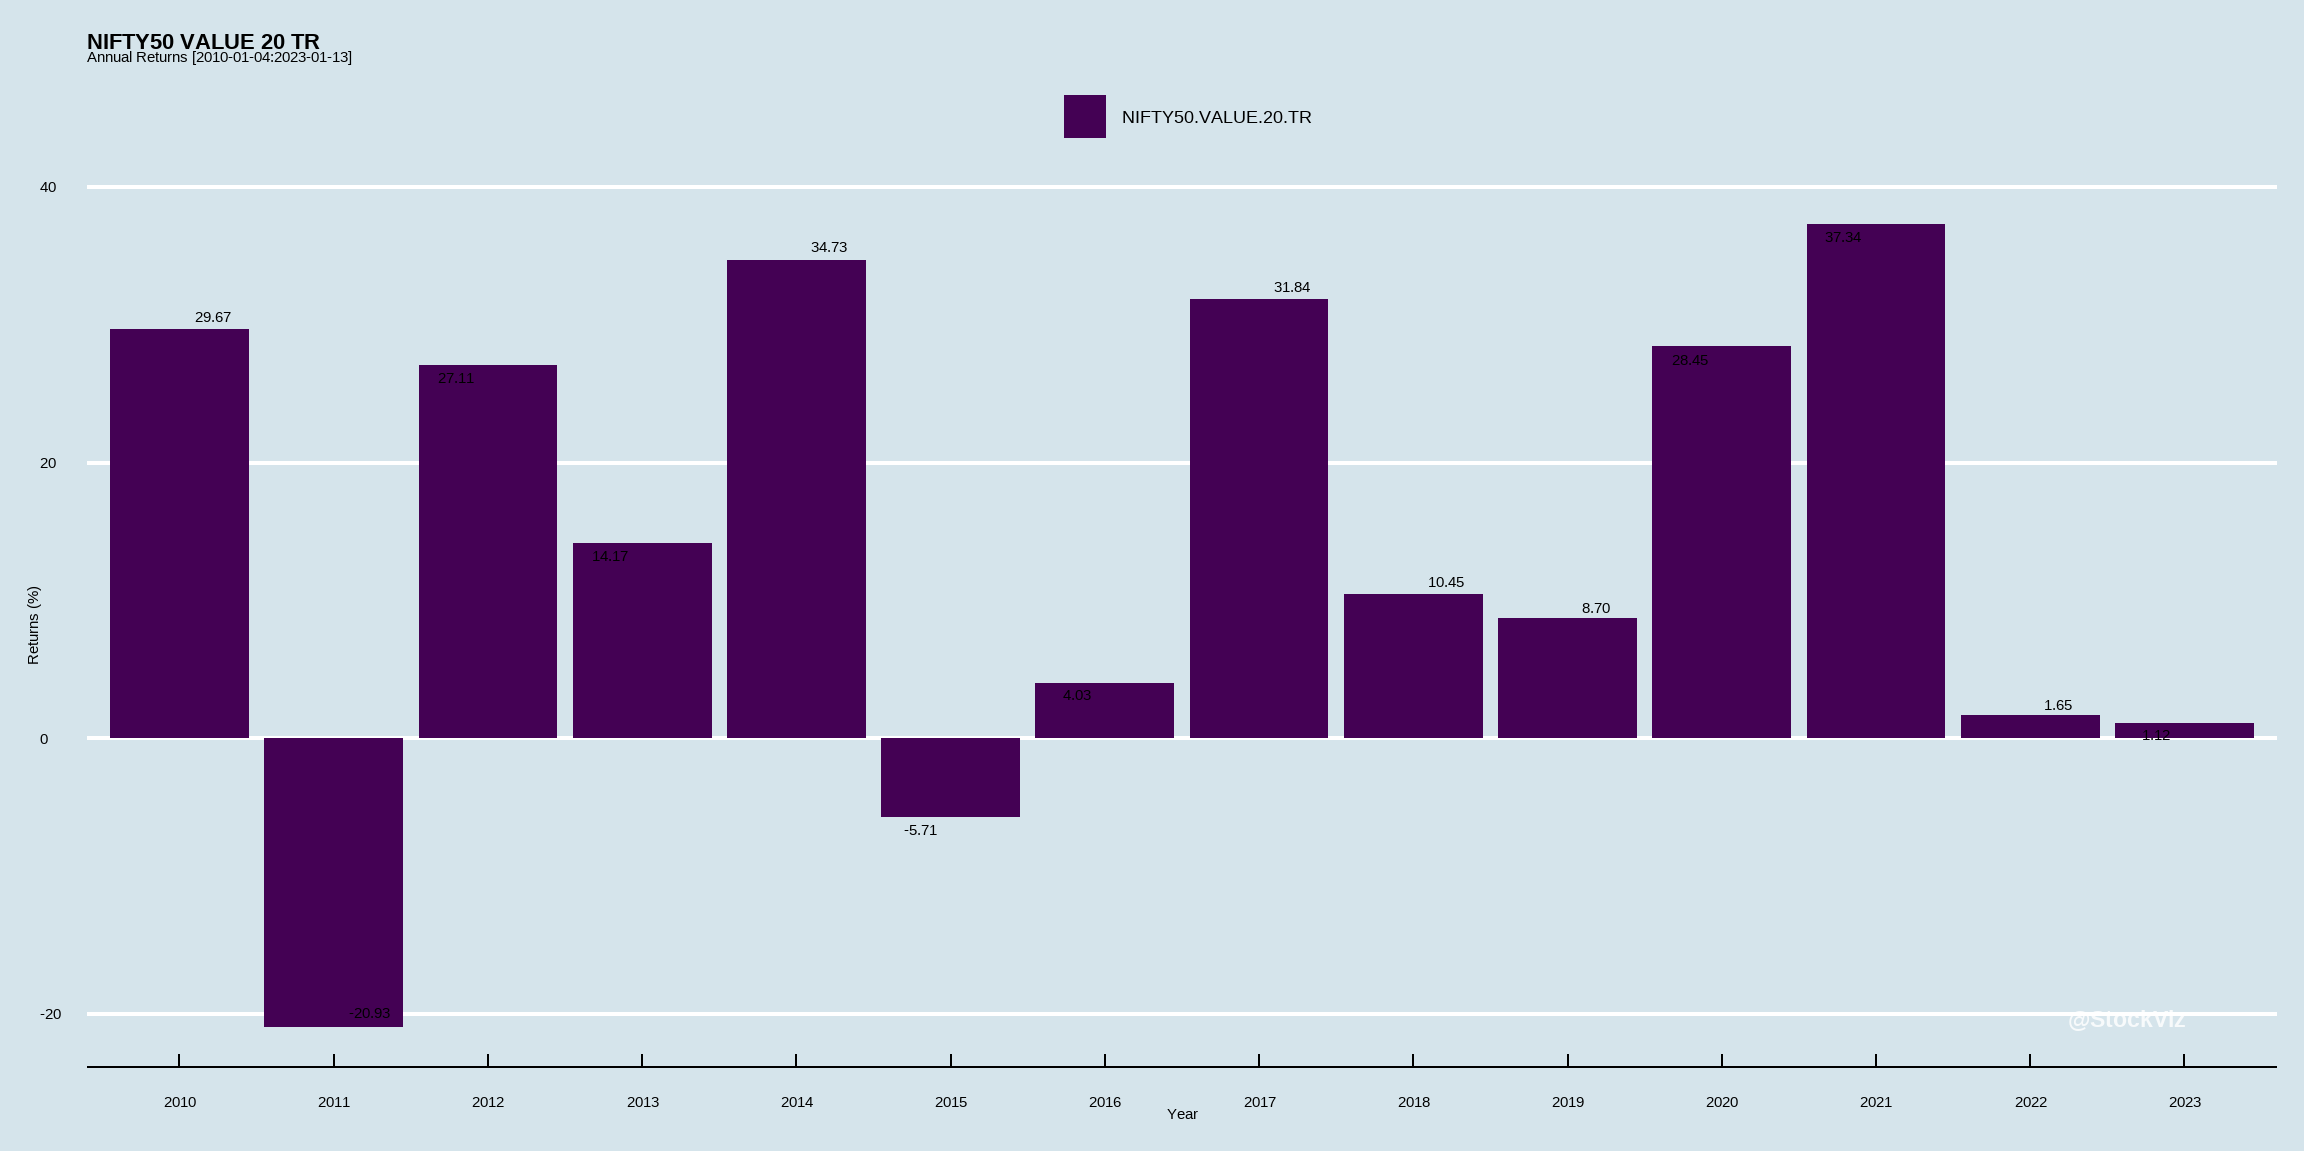 NIFTY50 VALUE 20 TR
Annual Returns [2010-01-04:2023-01-13]
NIFTY50.VALUE.20.TR
40
37.34
34.73
31.84
29.67
28.45
27.11
20
14.17
10.45
8.70
4.03
1.65
1.12
0
Returns (%)
-5.71
-20.93
-20
@StockViz
2010 2011 2012 2013 2014 2015 2016 2017 2018 2019 2020 2021 2022 2023
Year